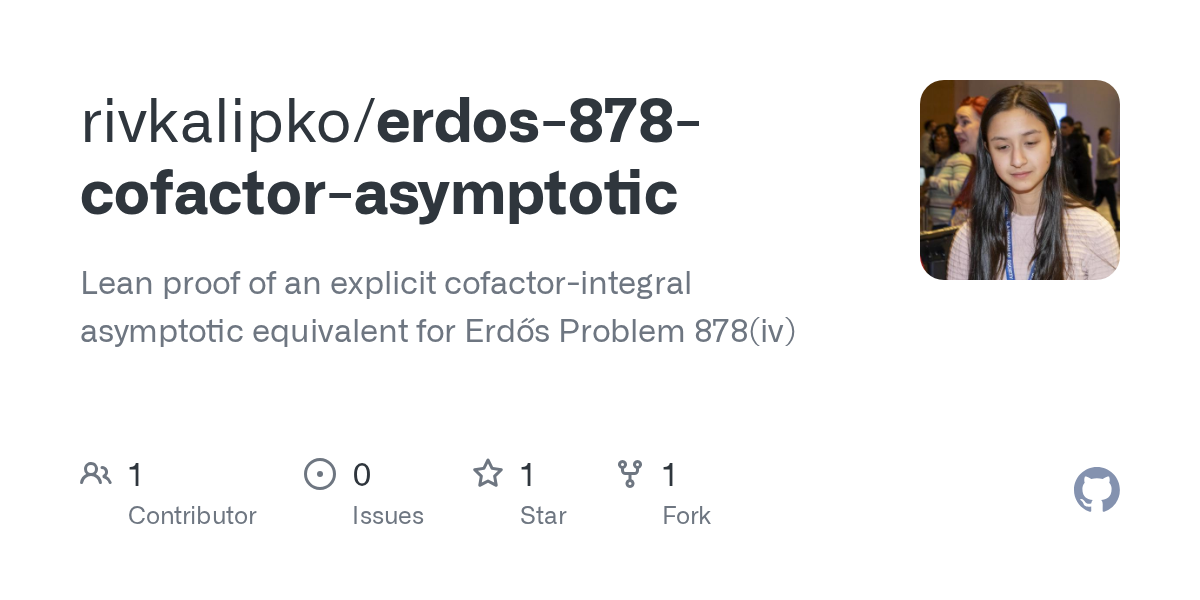 rivkalipko/erdos-878-
cofactor-asymptotic
Lean proof of an explicit cofactor-integral
asymptotic equivalent for Erdős Problem 878(iv)
1 0 1 1
Contributor Issues Star Fork